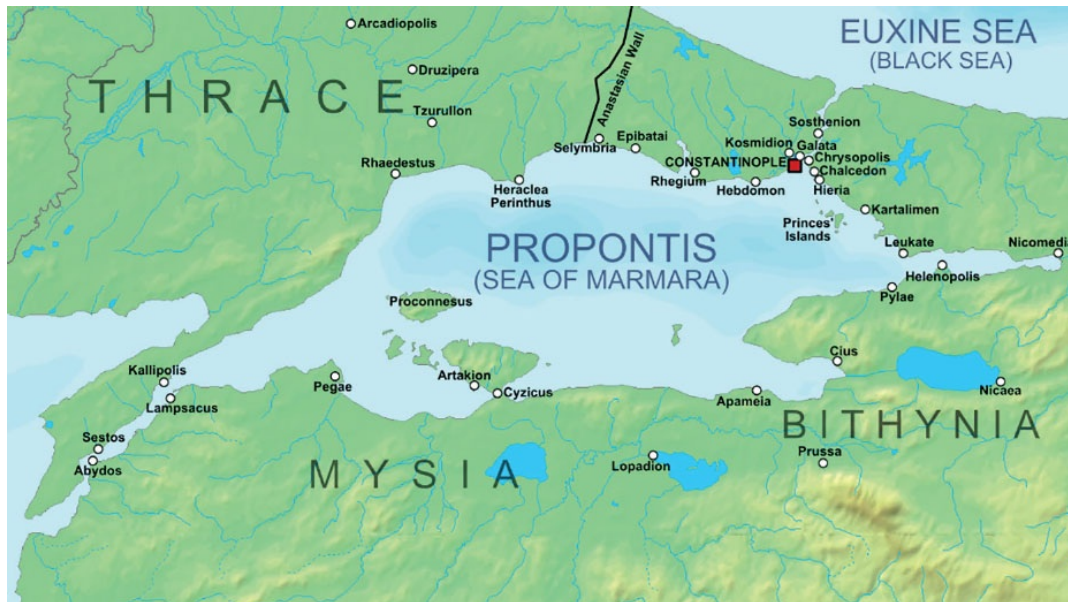 EUXINE SEA
(BLACK SEA)
Arcadiopolis
THRACE
Druzipera
Tzurullon
Anastasian Wall
Sosthenion
Epibatai
Kosmidion
Galata
Selymbria
CONSTANTINOPLE
Chrysopolis
Rhaedestus
Chalcedon
Rhegium
Hebdomon
Hieria
Heraclea
Perinthus
Kartalimen
Princes'
Islands
PROPONTIS
(SEA OF MARMARA)
Leukate
Nicomedia
Helenopolis
Pylae
Proconnesus
Cius
Kallipolis
Artakion
Pegae
Cyzicus
Nicaea
Lampsacus
Apameia
BITHYNIA
Sestos
Abydos
MYSIA
Lopadion
Prussa